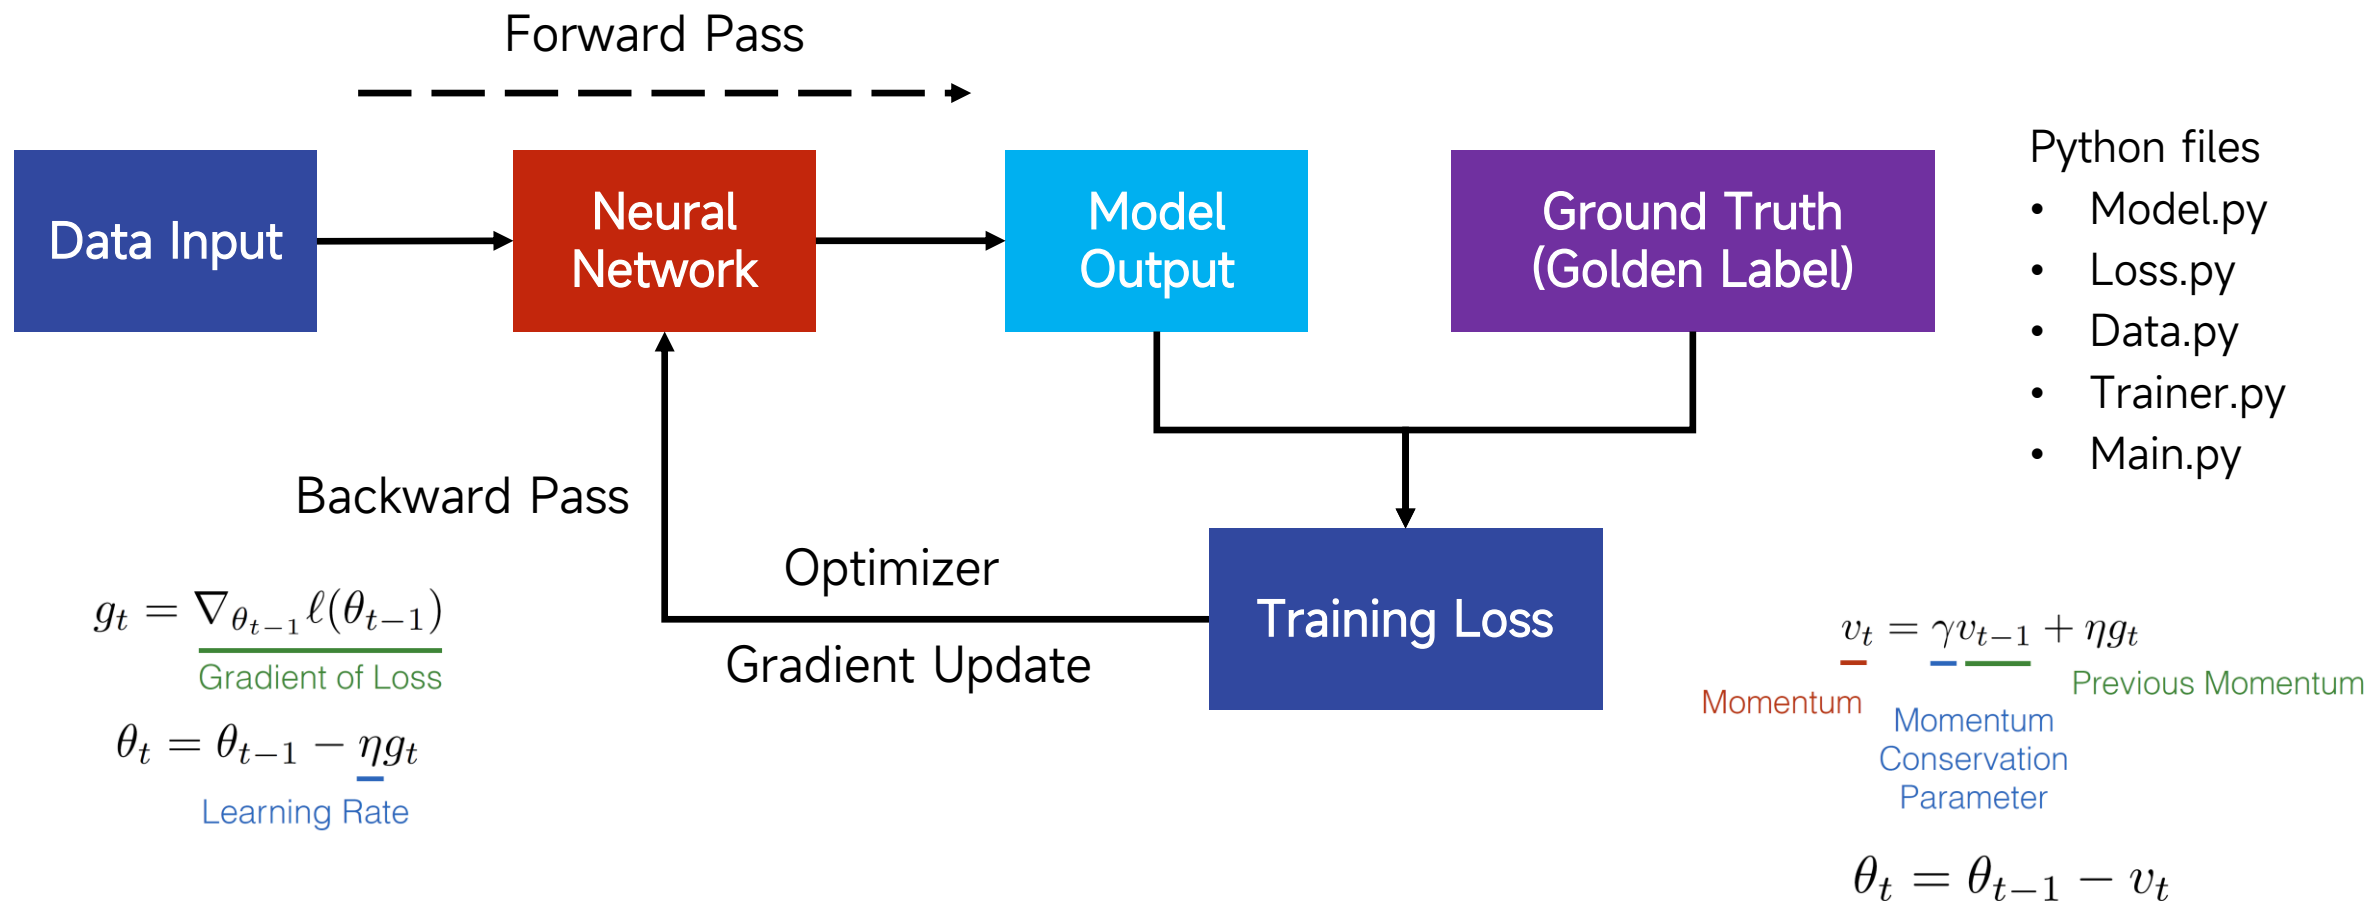 Forward Pass
Data Input
Neural
Network
Model
Output
Ground Truth
(Golden Label)
Python files
• Model.py
• Loss.py
• Data.py
• Trainer.py
• Main.py
Backward Pass
Optimizer
Gradient Update
Training Loss
g_t = ∇_{θ_{t−1}} ℓ(θ_{t−1})
Gradient of Loss
θ_t = θ_{t−1} − ηg_t
Learning Rate
v_t = γv_{t−1} + ηg_t
Previous Momentum
Momentum
Momentum
Conservation
Parameter
θ_t = θ_{t−1} − v_t